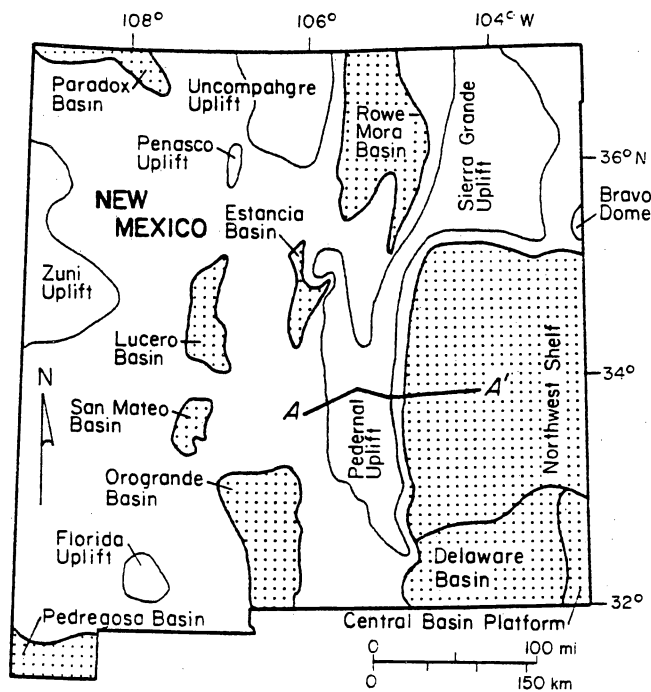 108°
106°
104° W
Paradox
Basin
Uncompahgre
Uplift
Rowe
Mora
Basin
Sierra Grande
Uplift
36° N
Penasco
Uplift
Bravo
Dome
NEW
MEXICO
Estancia
Basin
Zuni
Uplift
Lucero
Basin
N
34°
A
A'
San Mateo
Basin
Pedernal
Uplift
Northwest Shelf
Orogrande
Basin
Florida
Uplift
Delaware
Basin
32°
Pedregosa Basin
Central Basin Platform
0 100 mi
0 150 km